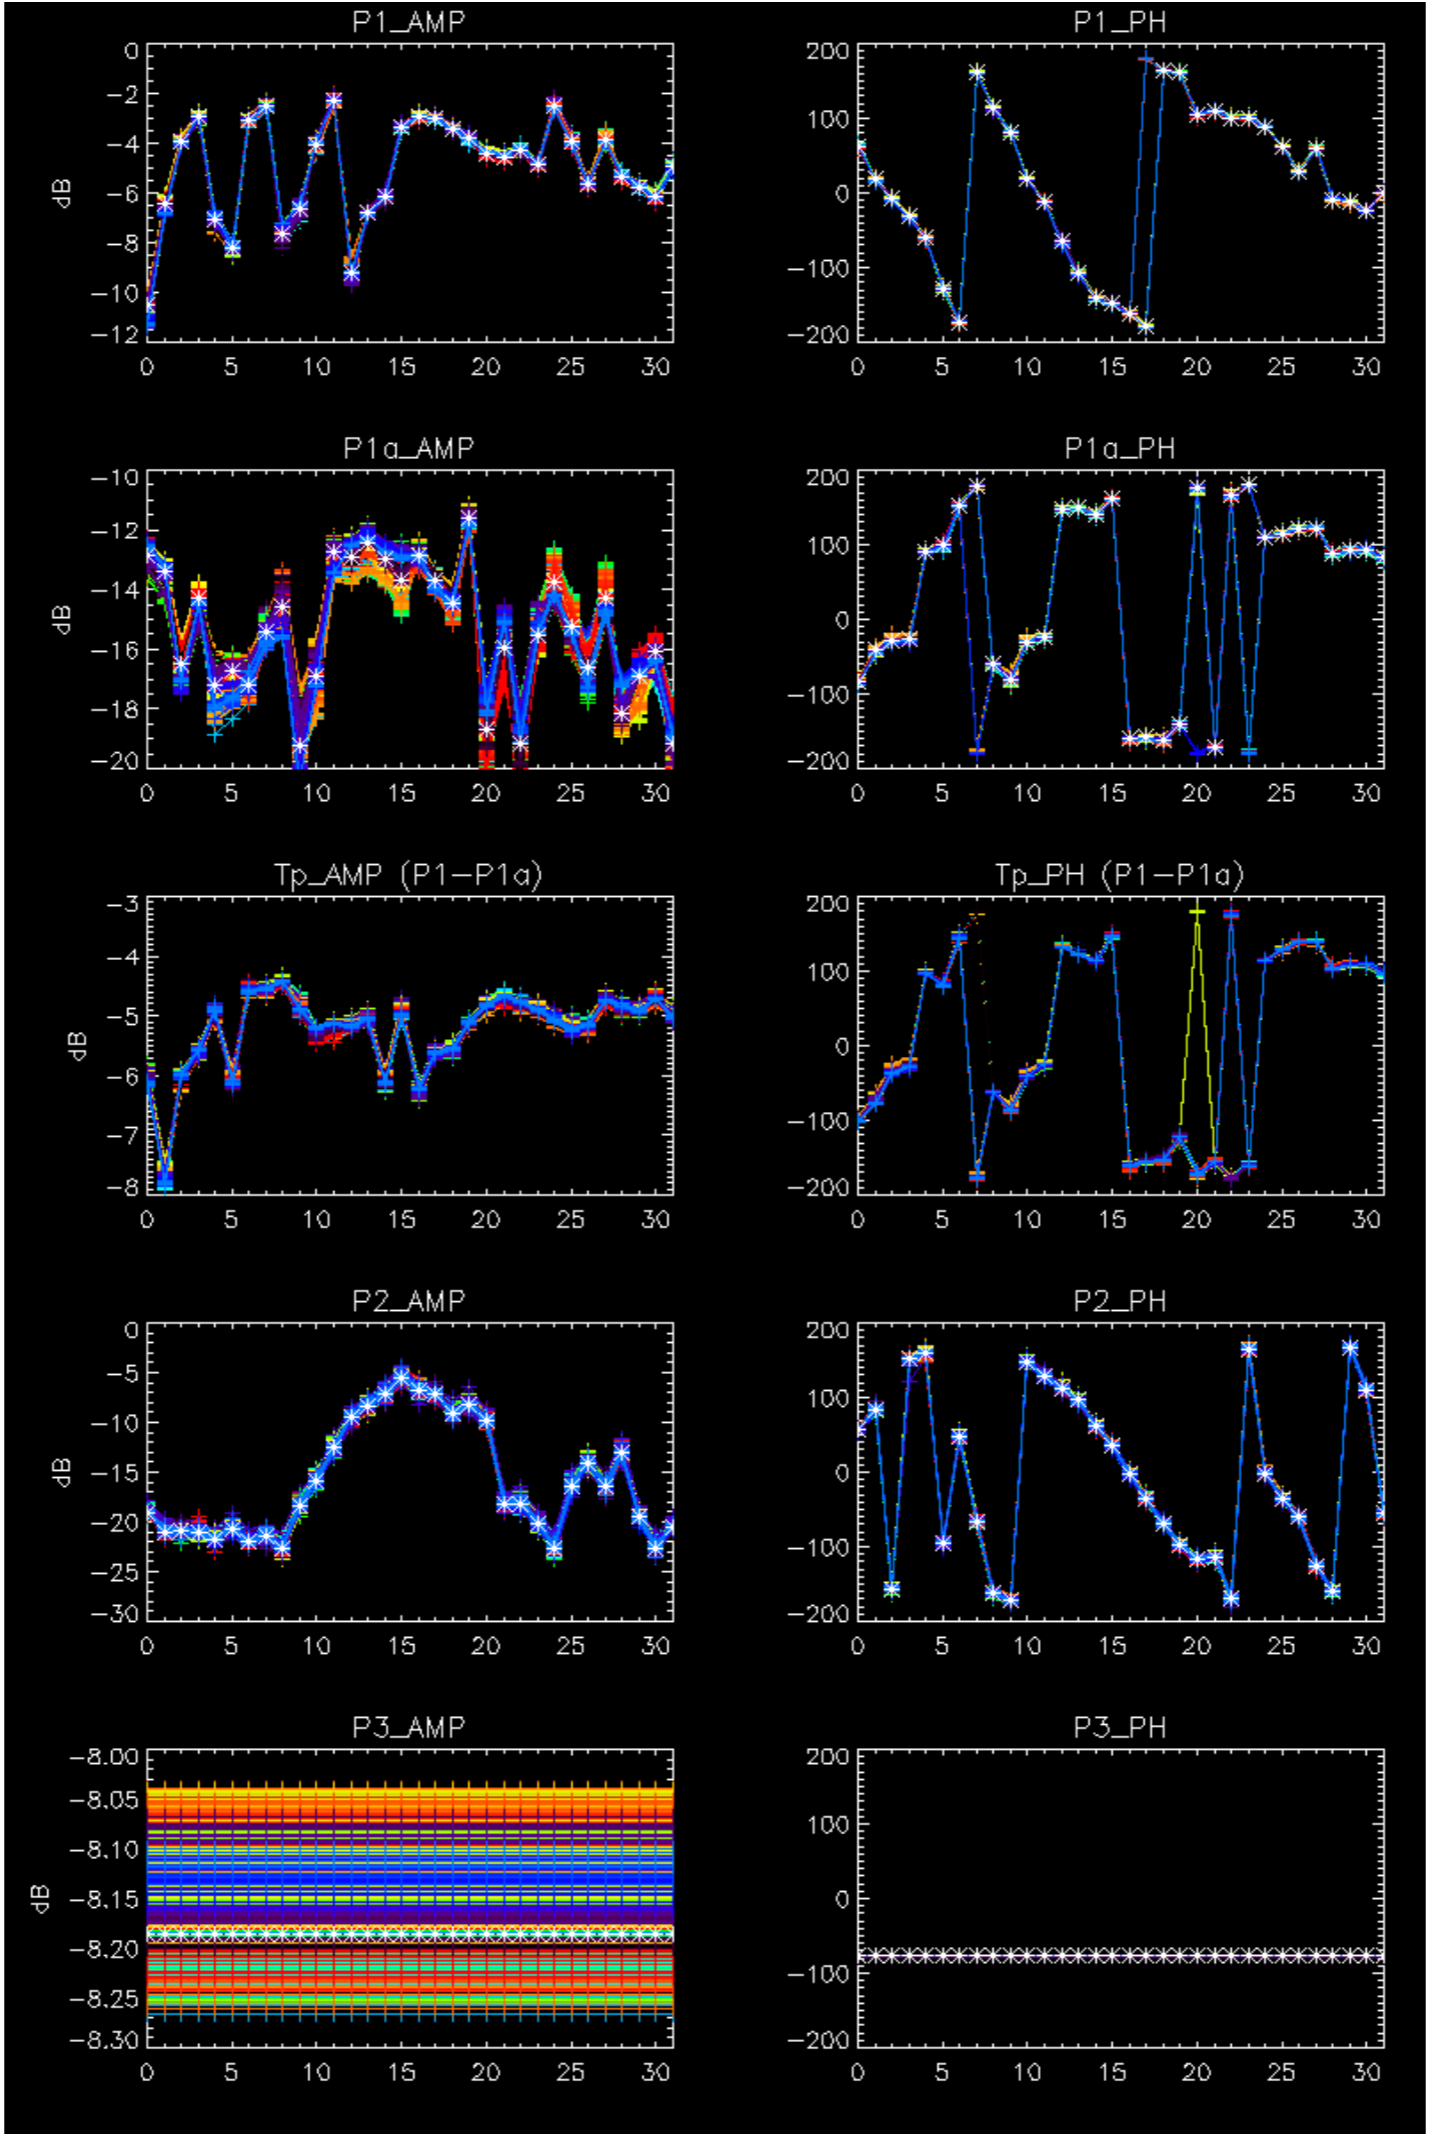 P1_AMP P1_PH
0 200
−2
−4 100
dB −6 0
−8 −100
−10
−12 −200
0 5 10 15 20 25 30 0 5 10 15 20 25 30
P1a_AMP P1a_PH
−10 200
−12 100
−14
dB −16 0
−18 −100
−20 −200
0 5 10 15 20 25 30 0 5 10 15 20 25 30
Tp_AMP (P1−P1a) Tp_PH (P1−P1a)
−3 200
−4 100
−5 0
dB
−6
−7 −100
−8 −200
0 5 10 15 20 25 30 0 5 10 15 20 25 30
P2_AMP P2_PH
0 200
−5 100
−10
dB −15 0
−20 −100
−25
−30 −200
0 5 10 15 20 25 30 0 5 10 15 20 25 30
P3_AMP P3_PH
−8.00 200
−8.05 100
−8.10
dB −8.15 0
−8.20 −100
−8.25
−8.30 −200
0 5 10 15 20 25 30 0 5 10 15 20 25 30